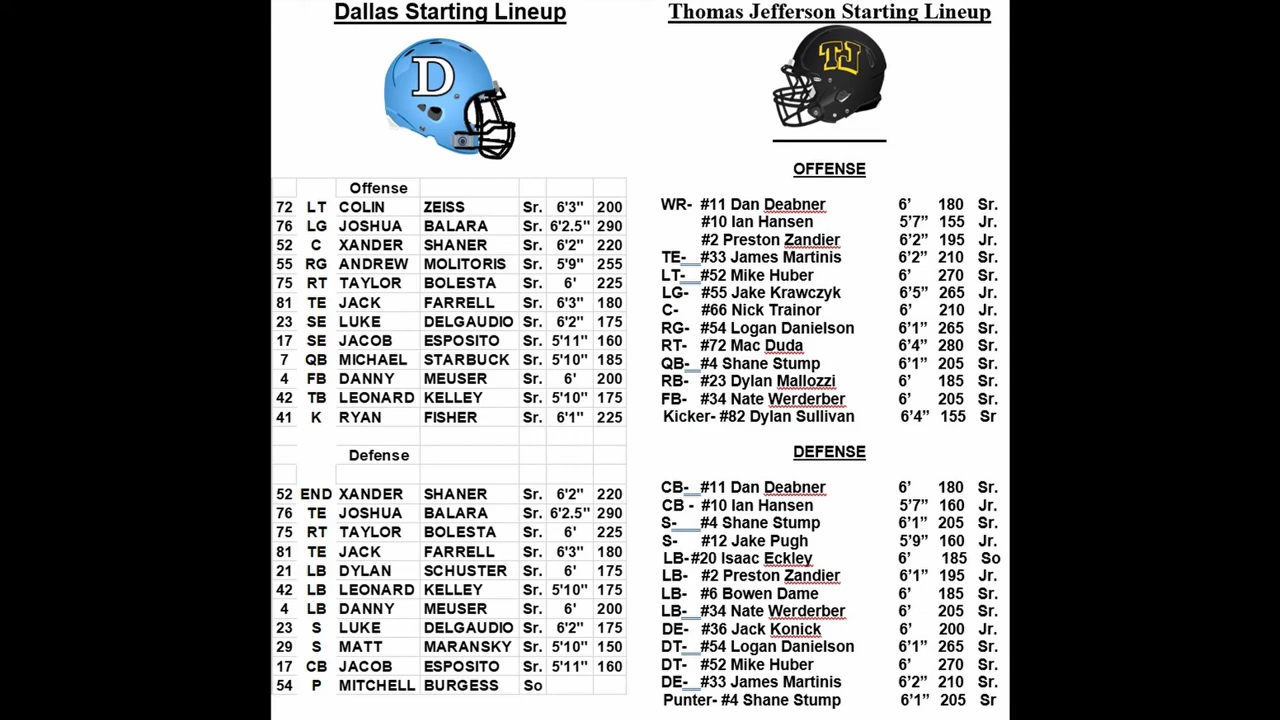 Dallas Starting Lineup
D
Offense
72 LT COLIN ZEISS Sr. 6'3" 200
76 LG JOSHUA BALARA Sr. 6'2.5" 290
52 C XANDER SHANER Sr. 6'2" 220
55 RG ANDREW MOLITORIS Sr. 5'9" 255
75 RT TAYLOR BOLESTA Sr. 6' 225
81 TE JACK FARRELL Sr. 6'3" 180
23 SE LUKE DELGAUDIO Sr. 6'2" 175
17 SE JACOB ESPOSITO Sr. 5'11" 160
7 QB MICHAEL STARBUCK Sr. 5'10" 185
4 FB DANNY MEUSER Sr. 6' 200
42 TB LEONARD KELLEY Sr. 5'10" 175
41 K RYAN FISHER Sr. 6'1" 225
Defense
52 END XANDER SHANER Sr. 6'2" 220
76 TE JOSHUA BALARA Sr. 6'2.5" 290
75 RT TAYLOR BOLESTA Sr. 6' 225
81 TE JACK FARRELL Sr. 6'3" 180
21 LB DYLAN SCHUSTER Sr. 6' 175
42 LB LEONARD KELLEY Sr. 5'10" 175
4 LB DANNY MEUSER Sr. 6' 200
23 S LUKE DELGAUDIO Sr. 6'2" 175
29 S MATT MARANSKY Sr. 5'10" 150
17 CB JACOB ESPOSITO Sr. 5'11" 160
54 P MITCHELL BURGESS So
Thomas Jefferson Starting Lineup
TJ
OFFENSE
WR- #11 Dan Deabner 6’ 180 Sr.
#10 Ian Hansen 5’7” 155 Jr.
#2 Preston Zandier 6’2” 195 Jr.
TE- #33 James Martinis 6’2” 210 Sr.
LT- #52 Mike Huber 6’ 270 Sr.
LG- #55 Jake Krawczyk 6’5” 265 Jr.
C- #66 Nick Trainor 6’ 210 Jr.
RG- #54 Logan Danielson 6’1” 265 Sr.
RT- #72 Mac Duda 6’4” 280 Sr.
QB- #4 Shane Stump 6’1” 205 Sr.
RB- #23 Dylan Mallozzi 6’ 185 Sr.
FB- #34 Nate Werderber 6’ 205 Sr.
Kicker- #82 Dylan Sullivan 6’4” 155 Sr
DEFENSE
CB- #11 Dan Deabner 6’ 180 Sr.
CB - #10 Ian Hansen 5’7” 160 Jr.
S- #4 Shane Stump 6’1” 205 Sr.
S- #12 Jake Pugh 5’9” 160 Jr.
LB- #20 Isaac Eckley 6’ 185 So
LB- #2 Preston Zandier 6’1” 195 Jr.
LB- #6 Bowen Dame 6’ 185 Sr.
LB- #34 Nate Werderber 6’ 205 Sr.
DE- #36 Jack Konick 6’ 200 Jr.
DT- #54 Logan Danielson 6’1” 265 Sr.
DT- #52 Mike Huber 6’ 270 Sr.
DE- #33 James Martinis 6’2” 210 Sr.
Punter- #4 Shane Stump 6’1” 205 Sr